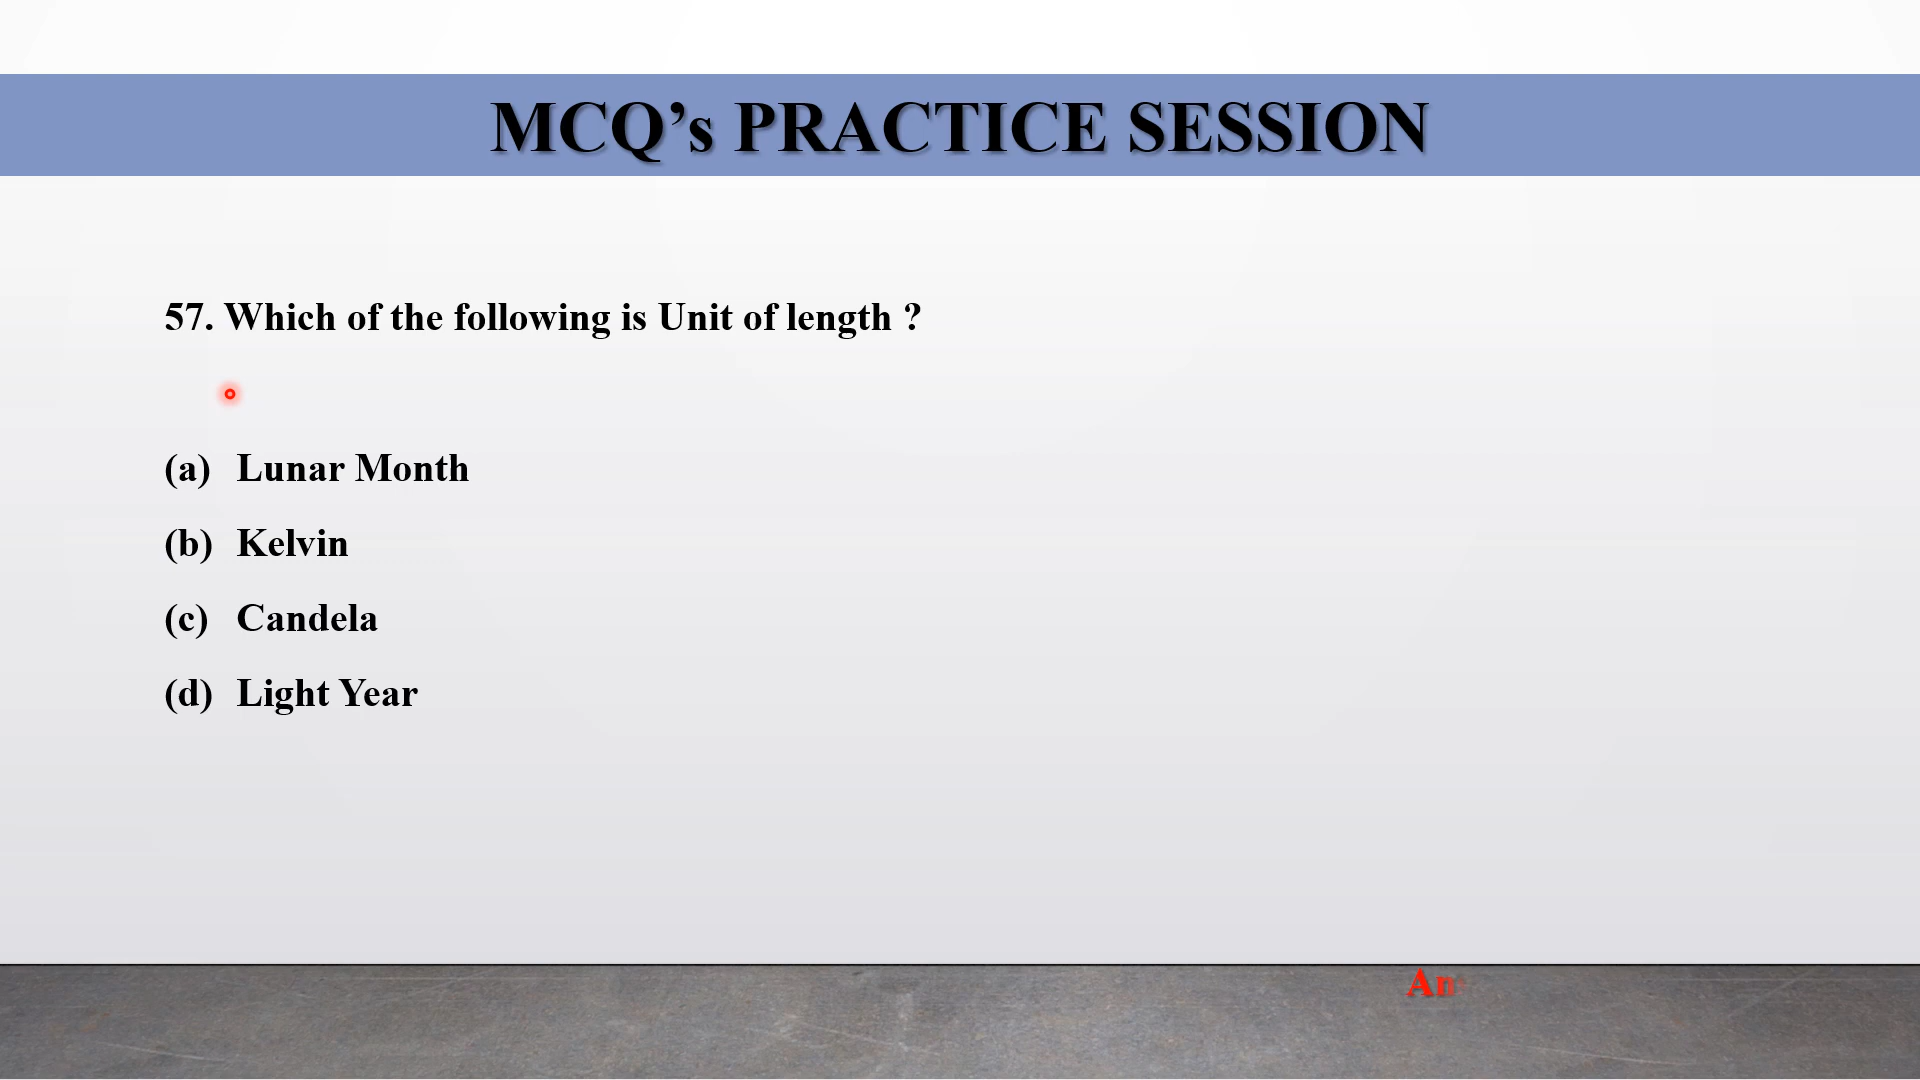 MCQ’s PRACTICE SESSION
57. Which of the following is Unit of length ?
(a) Lunar Month
(b) Kelvin
(c) Candela
(d) Light Year